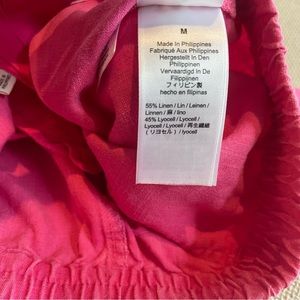 M
Made In Philippines
Fabriqué Aux Philippines
Hergestellt In Den
Philippinen
Vervaardigd In De
Filipijnen
フィリピン製
hecho en filipinas
55% Linen / Lin / Leinen /
Linnen / 麻 / lino
45% Lyocell / Lyocell /
Lyocell / Lyocell / 再生繊維
(リヨセル) / lyocell